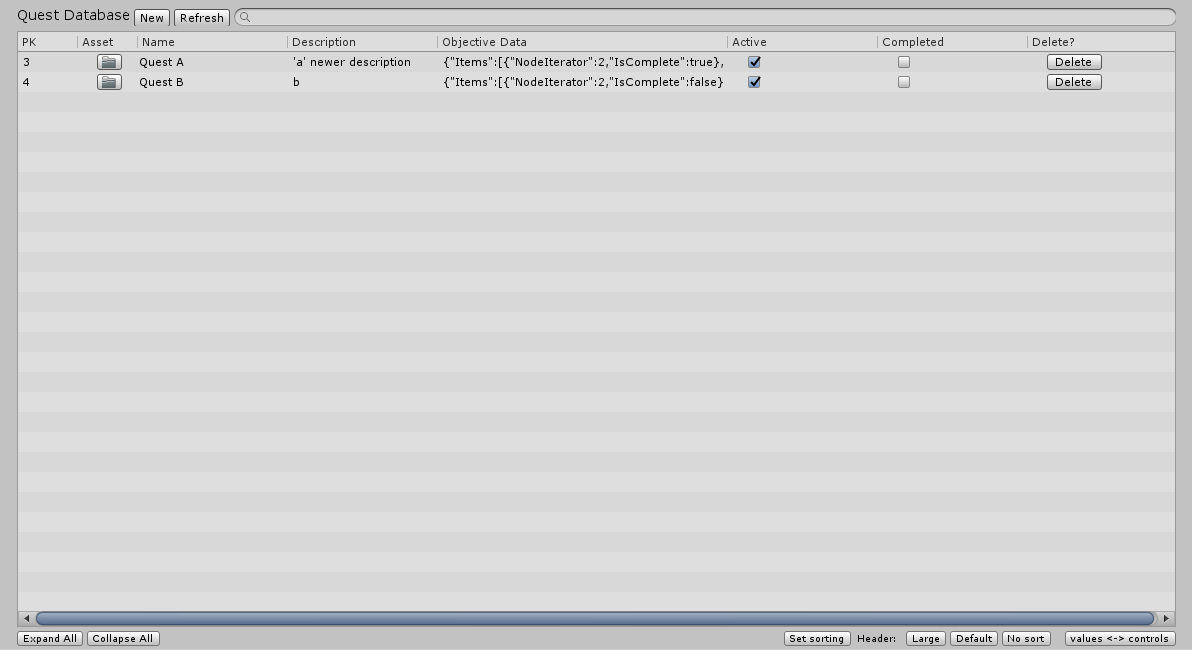 Quest Database New Refresh
PK Asset Name Description Objective Data Active Completed Delete?
3 Quest A 'a' newer description {"Items":[{"NodeIterator":2,"IsComplete":true}, Delete
4 Quest B b {"Items":[{"NodeIterator":2,"IsComplete":false} Delete
Expand All Collapse All Set sorting Header: Large Default No sort values <-> controls